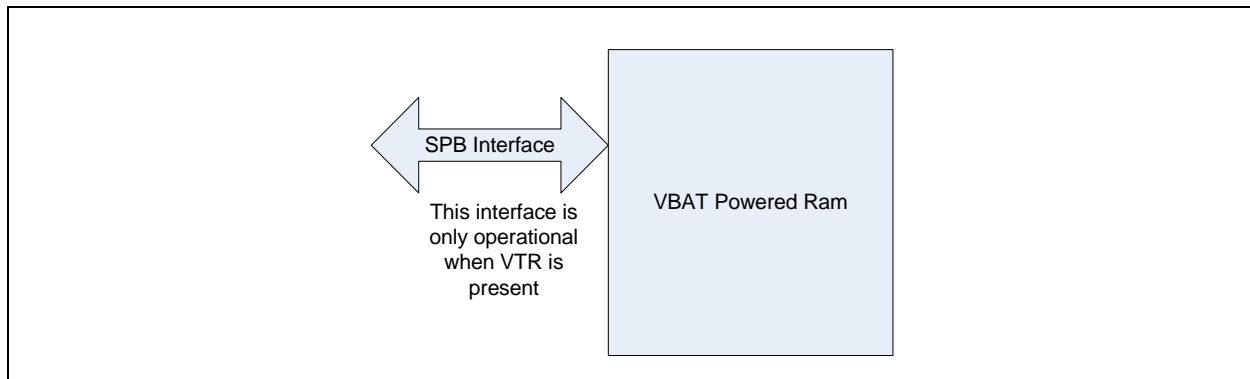 SPB Interface
This interface is
only operational
when VTR is
present
VBAT Powered Ram